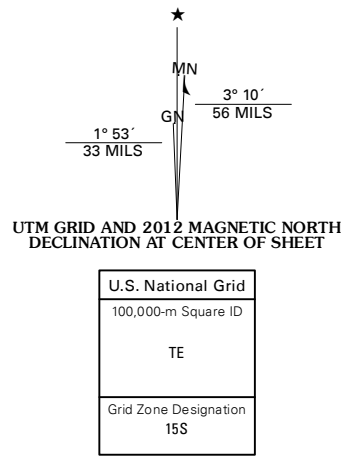 ★
MN
GN
3° 10´
56 MILS
1° 53´
33 MILS
UTM GRID AND 2012 MAGNETIC NORTH
DECLINATION AT CENTER OF SHEET
U.S. National Grid
100,000-m Square ID
TE
Grid Zone Designation
15S